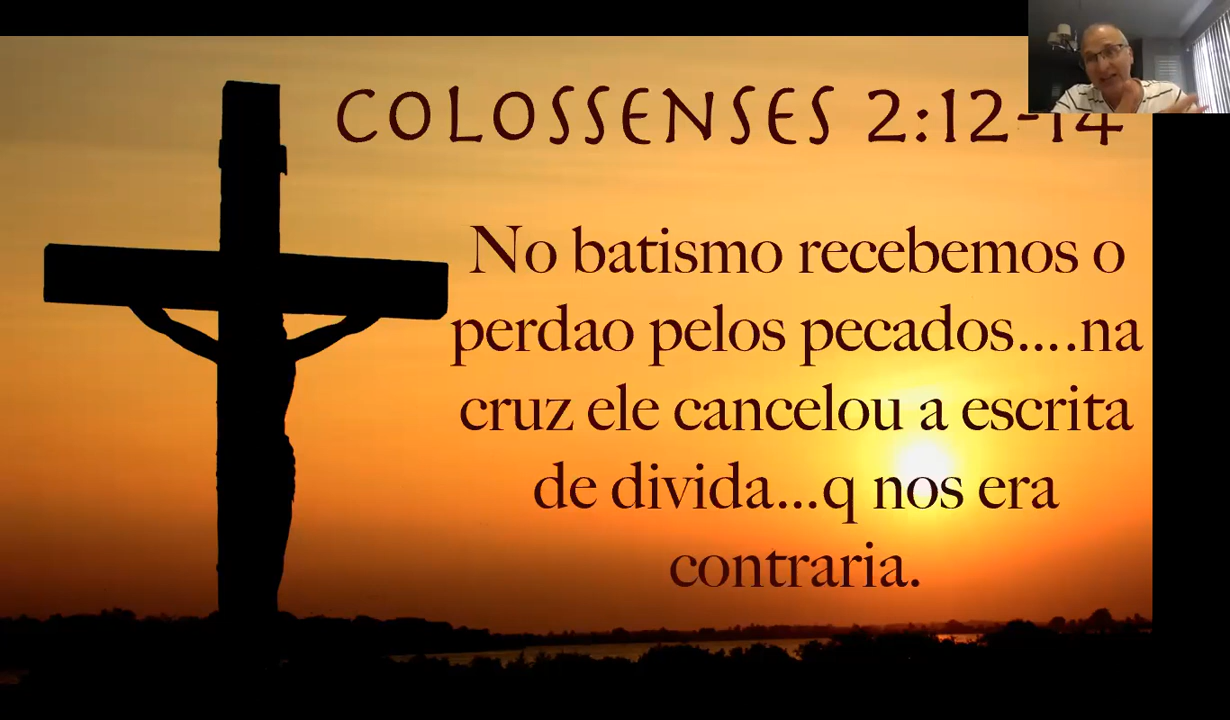 COLOSSENSES 2:12-14
No batismo recebemos o
perdao pelos pecados....na
cruz ele cancelou a escrita
de divida...q nos era
contraria.